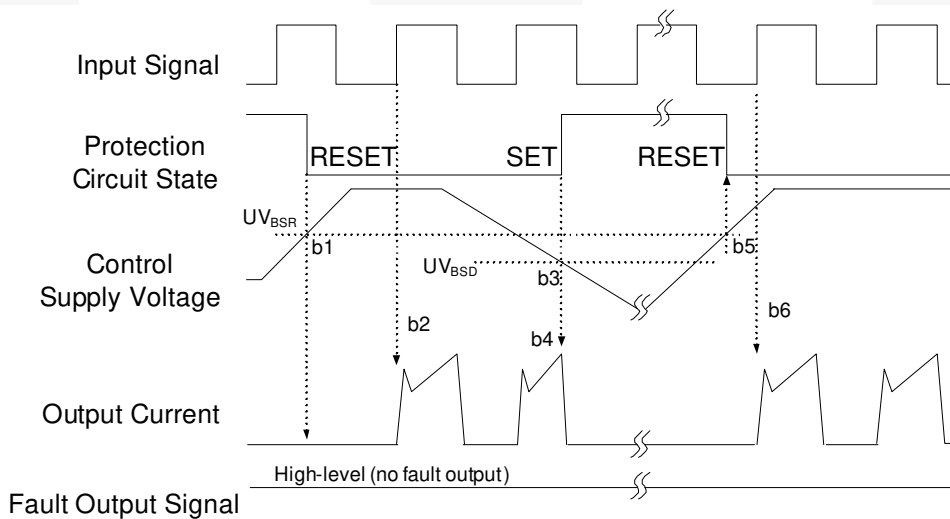 Input Signal
Protection
Circuit State
RESET
SET
RESET
UVBSR
b1
b5
Control
Supply Voltage
UVBSD
b3
b2
b4
b6
Output Current
High-level (no fault output)
Fault Output Signal